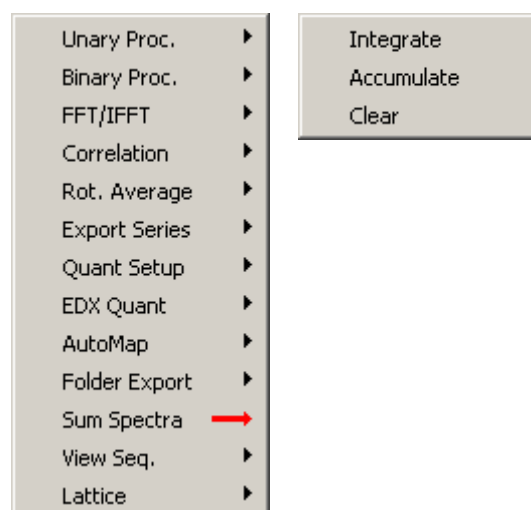 Unary Proc.
Binary Proc.
FFT/IFFT
Correlation
Rot. Average
Export Series
Quant Setup
EDX Quant
AutoMap
Folder Export
Sum Spectra
View Seq.
Lattice
Integrate
Accumulate
Clear